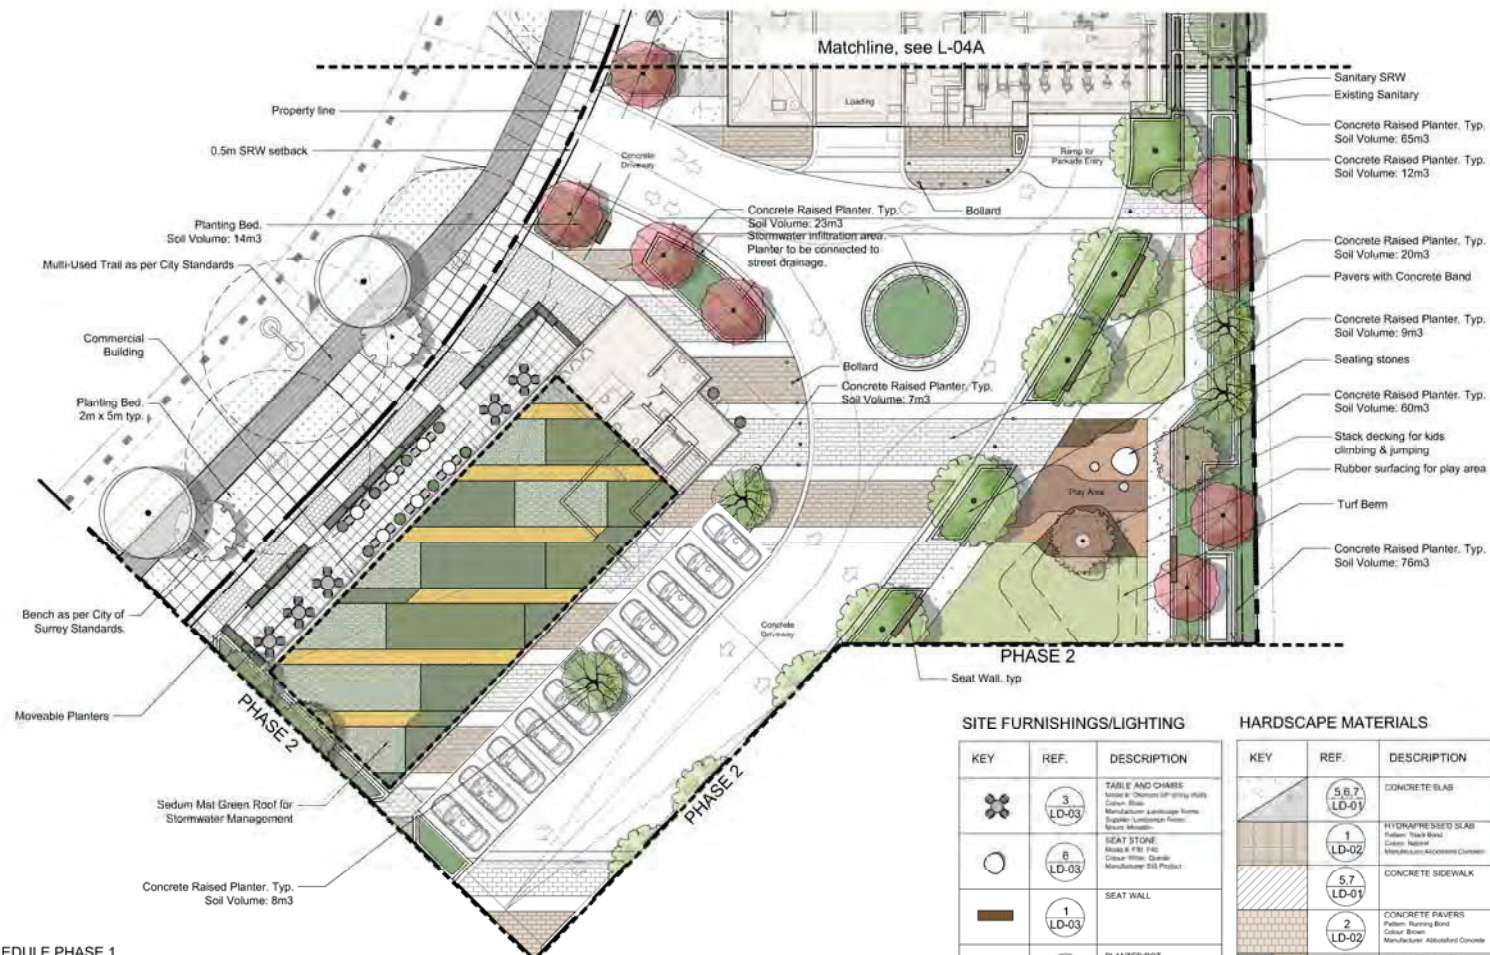 Matchline, see L-04A
Loading
Ramp for
Parkade Entry
Concrete
Driveway
Property line
0.5m SRW setback
Planting Bed.
Soil Volume: 14m3
Multi-Used Trail as per City Standards
Commercial
Building
Planting Bed.
2m x 5m typ.
Bench as per City of
Surrey Standards.
Moveable Planters
Sedum Mat Green Roof for
Stormwater Management
Concrete Raised Planter. Typ.
Soil Volume: 8m3
Concrete Raised Planter. Typ.
Soil Volume: 23m3
Stormwater infiltration area.
Planter to be connected to
street drainage.
Bollard
Bollard
Concrete Raised Planter. Typ.
Soil Volume: 7m3
Play Area
Concrete
Driveway
Seat Wall. typ
PHASE 2
PHASE 2
PHASE 2
Sanitary SRW
Existing Sanitary
Concrete Raised Planter. Typ.
Soil Volume: 65m3
Concrete Raised Planter. Typ.
Soil Volume: 12m3
Concrete Raised Planter. Typ.
Soil Volume: 20m3
Pavers with Concrete Band
Concrete Raised Planter. Typ.
Soil Volume: 9m3
Seating stones
Concrete Raised Planter. Typ.
Soil Volume: 60m3
Stack decking for kids
climbing & jumping
Rubber surfacing for play area
Turf Berm
Concrete Raised Planter. Typ.
Soil Volume: 76m3
SITE FURNISHINGS/LIGHTING
KEY REF. DESCRIPTION
3
LD-03
TABLE AND CHAIRS
6
LD-03
SEAT STONE
1
LD-03
SEAT WALL
HARDSCAPE MATERIALS
KEY REF. DESCRIPTION
5,6,7
LD-01
CONCRETE SLAB
1
LD-02
HYDRAPRESSED SLAB
5,7
LD-01
CONCRETE SIDEWALK
2
LD-02
CONCRETE PAVERS
Pattern: Running Bond
Colour: Brown
Manufacturer: Abbotsford Concrete
EDULE PHASE 1